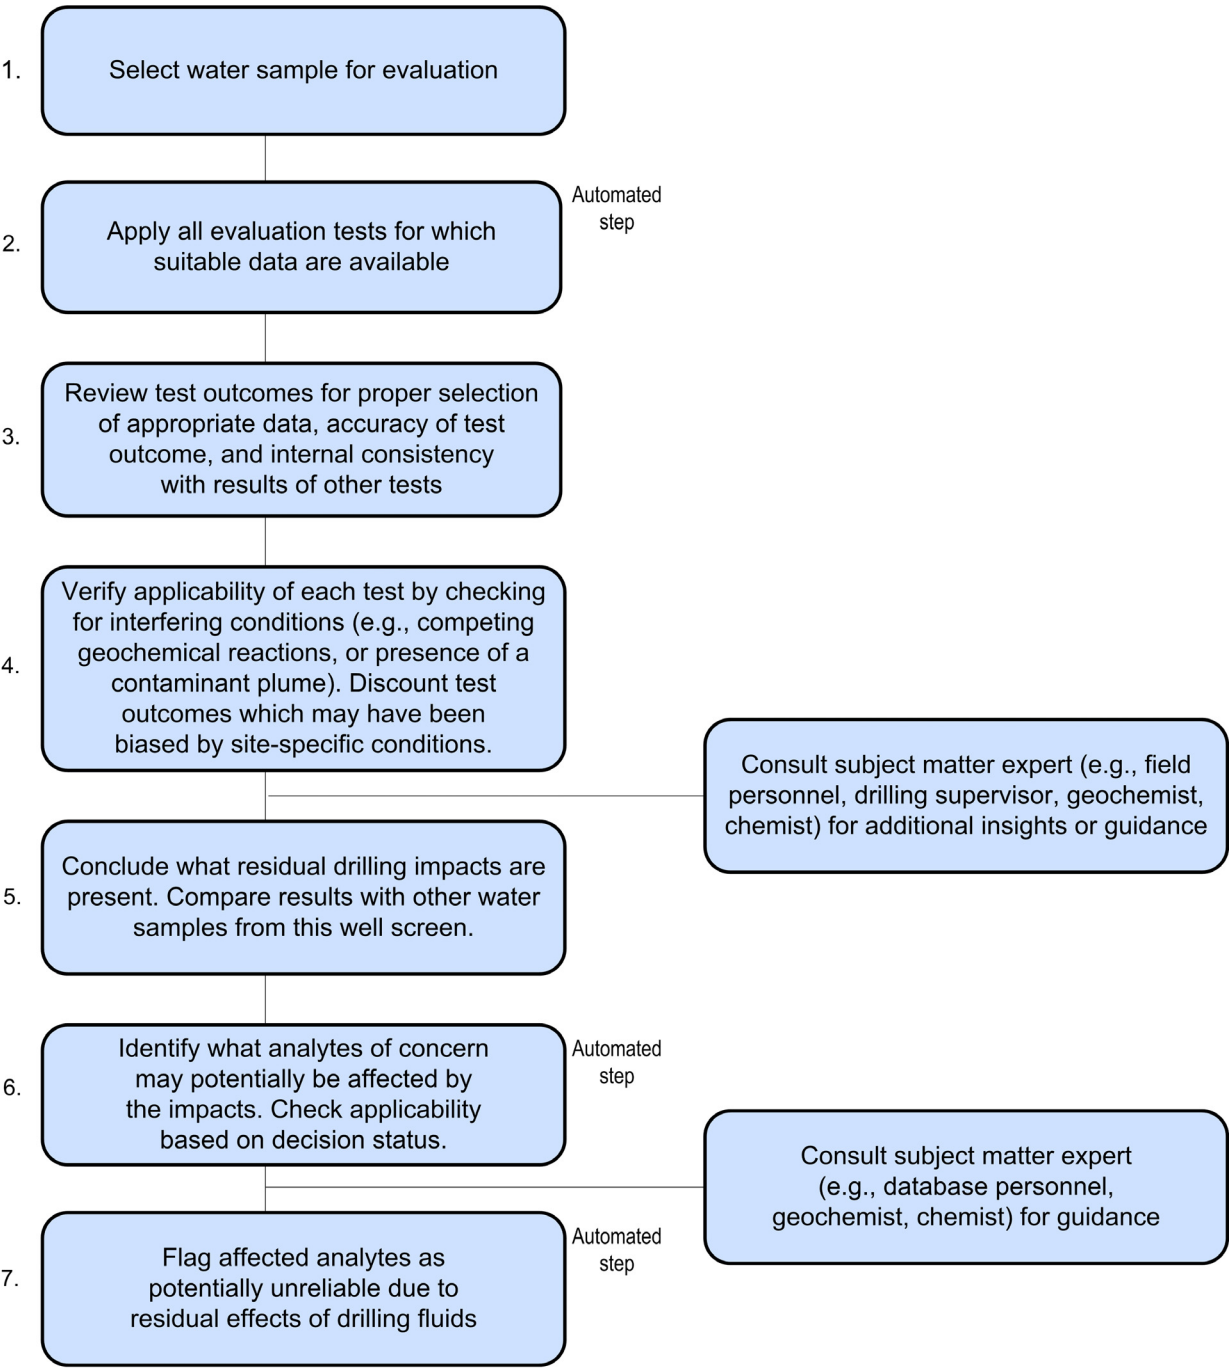 1.
Select water sample for evaluation
Automated
step
2.
Apply all evaluation tests for which
suitable data are available
3.
Review test outcomes for proper selection
of appropriate data, accuracy of test
outcome, and internal consistency
with results of other tests
4.
Verify applicability of each test by checking
for interfering conditions (e.g., competing
geochemical reactions, or presence of a
contaminant plume). Discount test
outcomes which may have been
biased by site-specific conditions.
Consult subject matter expert (e.g., field
personnel, drilling supervisor, geochemist,
chemist) for additional insights or guidance
5.
Conclude what residual drilling impacts are
present. Compare results with other water
samples from this well screen.
6.
Identify what analytes of concern
may potentially be affected by
the impacts. Check applicability
based on decision status.
Automated
step
Consult subject matter expert
(e.g., database personnel,
geochemist, chemist) for guidance
7.
Flag affected analytes as
potentially unreliable due to
residual effects of drilling fluids
Automated
step